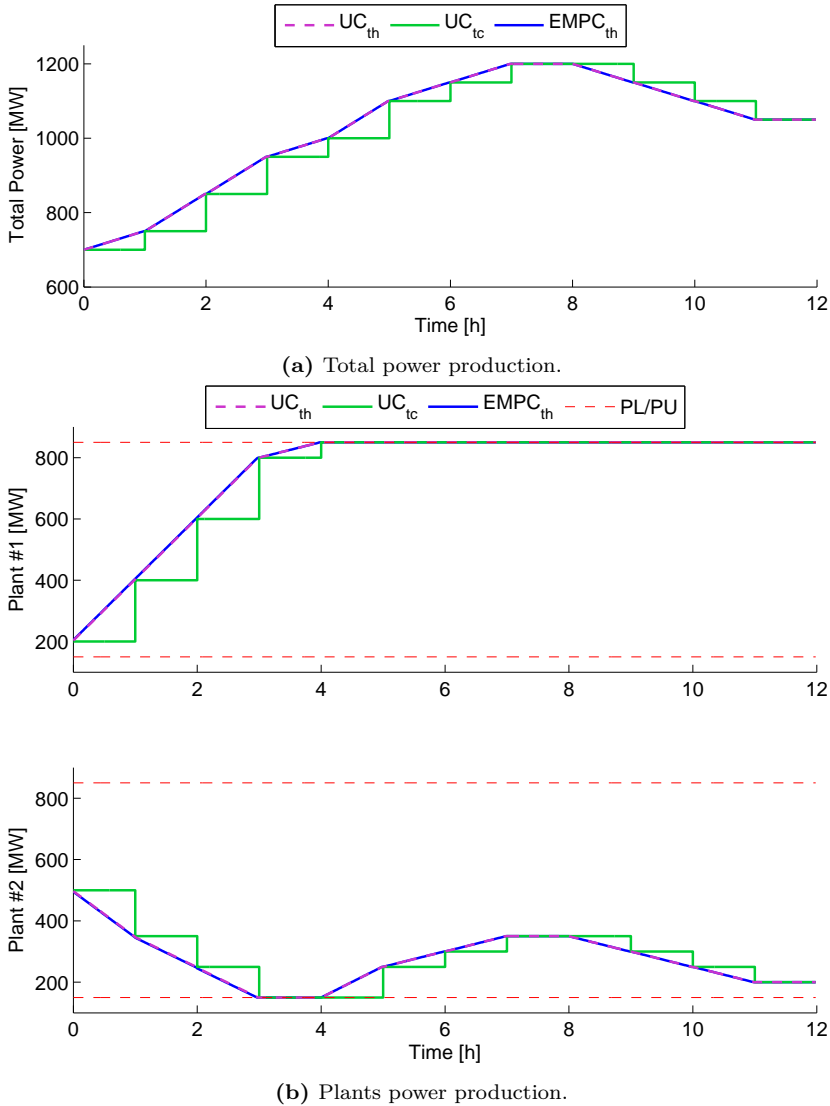 UC_th UC_tc EMPC_th
Total Power [MW]
1200
1000
800
600
0 2 4 6 8 10 12
Time [h]
(a) Total power production.
UC_th UC_tc EMPC_th PL/PU
Plant #1 [MW]
800
600
400
200
0 2 4 6 8 10 12
Plant #2 [MW]
800
600
400
200
0 2 4 6 8 10 12
Time [h]
(b) Plants power production.